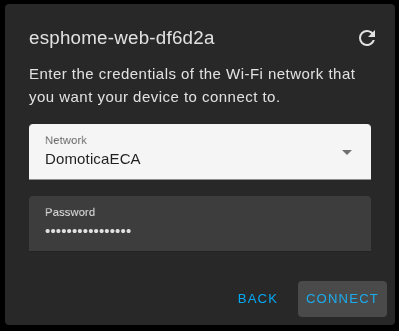 esphome-web-df6d2a
Enter the credentials of the Wi-Fi network that
you want your device to connect to.
Network
DomoticaECA
Password
••••••••••••••••
BACK CONNECT